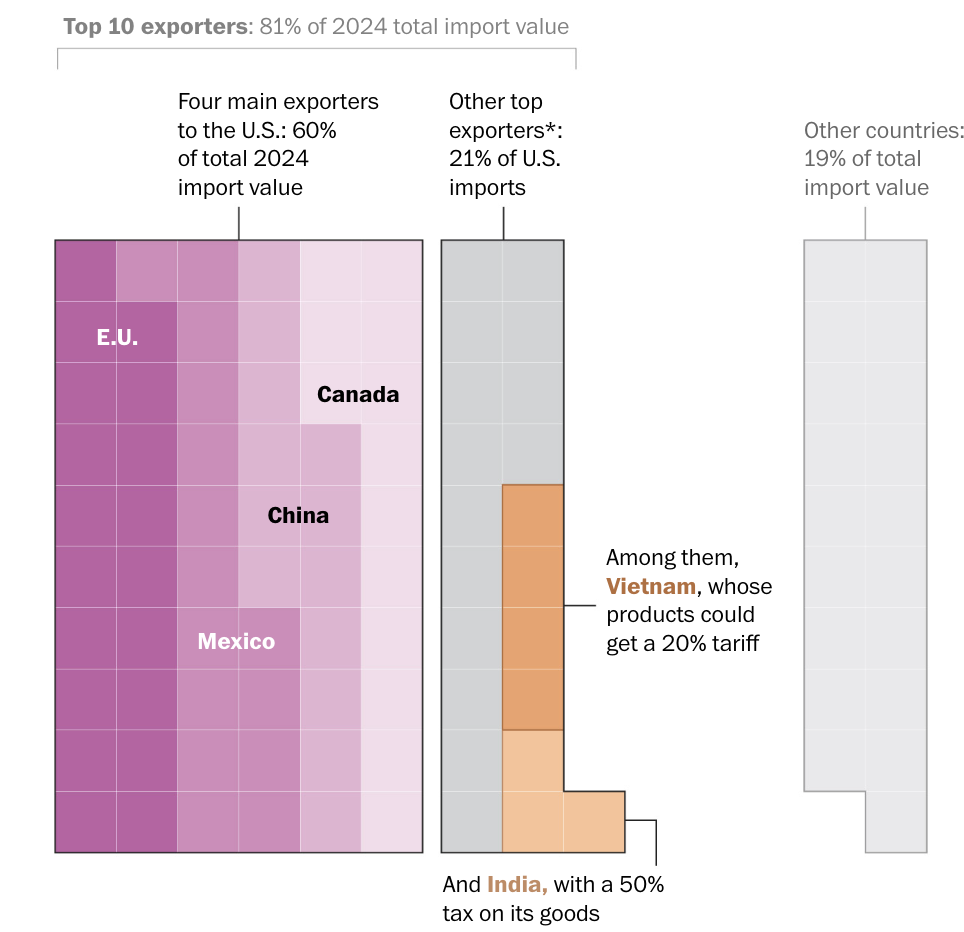 Top 10 exporters: 81% of 2024 total import value
Four main exporters
to the U.S.: 60%
of total 2024
import value
Other top
exporters*:
21% of U.S.
imports
Other countries:
19% of total
import value
E.U.
Canada
China
Mexico
Among them,
Vietnam, whose
products could
get a 20% tariff
And India, with a 50%
tax on its goods